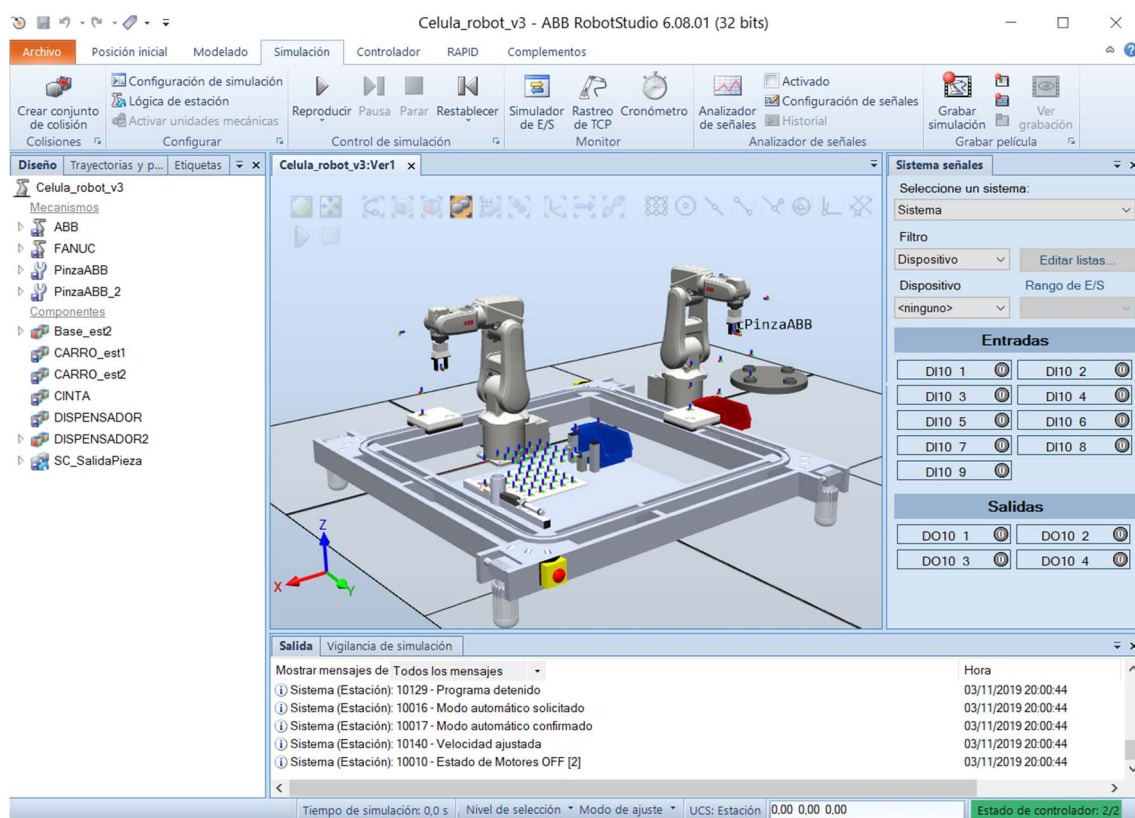 Celula_robot_v3 - ABB RobotStudio 6.08.01 (32 bits)
Archivo Posición inicial Modelado Simulación Controlador RAPID Complementos
Crear conjunto de colisión
Colisiones
Configuración de simulación
Lógica de estación
Activar unidades mecánicas
Configurar
Reproducir Pausa Parar Restablecer
Control de simulación
Simulador de E/S
Rastreo de TCP
Cronómetro
Monitor
Analizador de señales
Activado
Configuración de señales
Historial
Analizador de señales
Grabar simulación
Ver grabación
Grabar película
Diseño Trayectorias y p... Etiquetas
Celula_robot_v3
Mecanismos
ABB
FANUC
PinzaABB
PinzaABB_2
Componentes
Base_est2
CARRO_est1
CARRO_est2
CINTA
DISPENSADOR
DISPENSADOR2
SC_SalidaPieza
Celula_robot_v3:Ver1
cPinzaABB
ABB
ABB
Z
X
Y
Sistema señales
Seleccione un sistema:
Sistema
Filtro
Dispositivo Editar listas...
Dispositivo Rango de E/S
<ninguno>
Entradas
DI10 1 DI10 2
DI10 3 DI10 4
DI10 5 DI10 6
DI10 7 DI10 8
DI10 9
Salidas
DO10 1 DO10 2
DO10 3 DO10 4
Salida Vigilancia de simulación
Mostrar mensajes de Todos los mensajes Hora
Sistema (Estación): 10129 - Programa detenido 03/11/2019 20:00:44
Sistema (Estación): 10016 - Modo automático solicitado 03/11/2019 20:00:44
Sistema (Estación): 10017 - Modo automático confirmado 03/11/2019 20:00:44
Sistema (Estación): 10140 - Velocidad ajustada 03/11/2019 20:00:44
Sistema (Estación): 10010 - Estado de Motores OFF [2] 03/11/2019 20:00:44
Tiempo de simulación: 0,0 s Nivel de selección Modo de ajuste UCS: Estación 0,00 0,00 0,00 Estado de controlador: 2/2